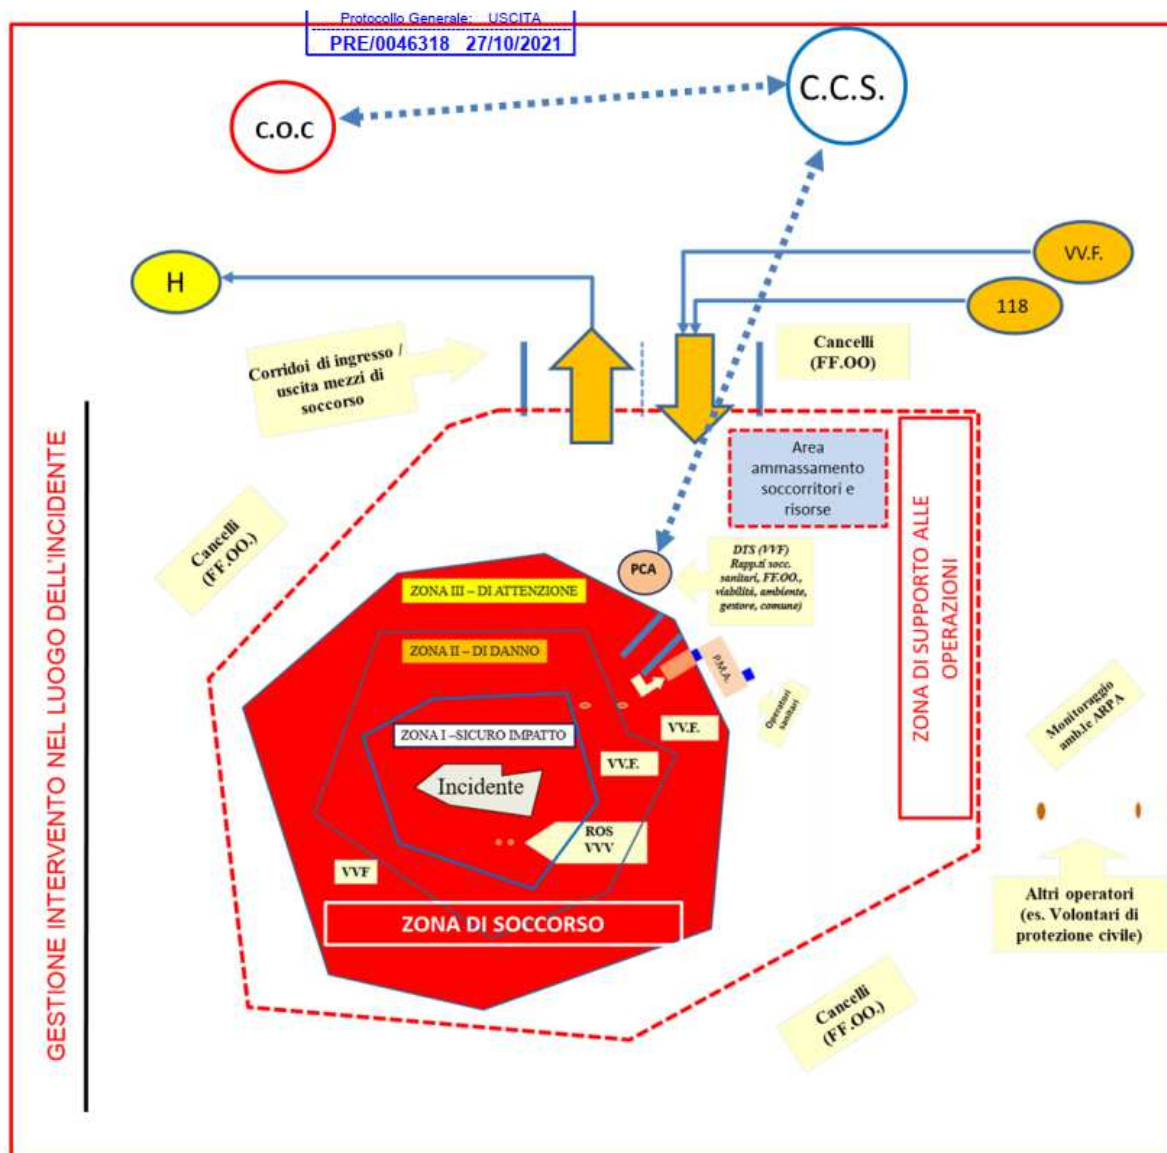 Protocollo Generale: USCITA
PRE/0046318 27/10/2021
C.C.S.
C.O.C
VV.F.
H
118
Corridoi di ingresso /
uscita mezzi di
soccorso
Cancelli
(FF.OO)
Area
ammassamento
soccorritori e
risorse
GESTIONE INTERVENTO NEL LUOGO DELL'INCIDENTE
Cancelli
(FF.OO.)
ZONA DI SUPPORTO ALLE
OPERAZIONI
PCA
DTS (VVF)
Rapp.ti socc.
sanitari, FF.OO.,
viabilità, ambiente,
gestore, comune)
ZONA III – DI ATTENZIONE
ZONA II – DI DANNO
P.M.A.
Operatori
sanitari
Monitoraggio
amb.le ARPA
ZONA I –SICURO IMPATTO
VV.F.
VV.F.
Incidente
ROS
VVV
VVF
ZONA DI SOCCORSO
Altri operatori
(es. Volontari di
protezione civile)
Cancelli
(FF.OO.)